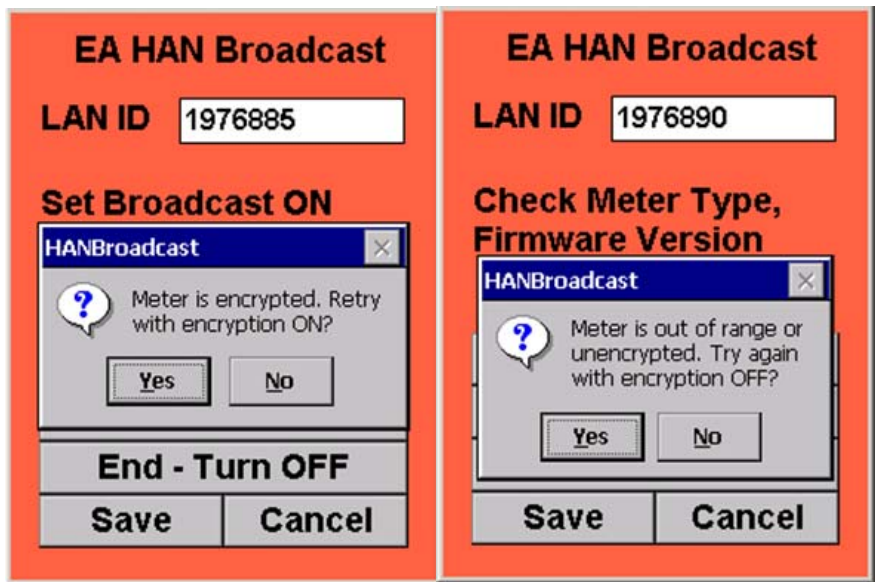 EA HAN Broadcast
LAN ID 1976885
Set Broadcast ON
HANBroadcast
?
Meter is encrypted. Retry
with encryption ON?
Yes No
End - Turn OFF
Save Cancel
EA HAN Broadcast
LAN ID 1976890
Check Meter Type,
Firmware Version
HANBroadcast
?
Meter is out of range or
unencrypted. Try again
with encryption OFF?
Yes No
Save Cancel